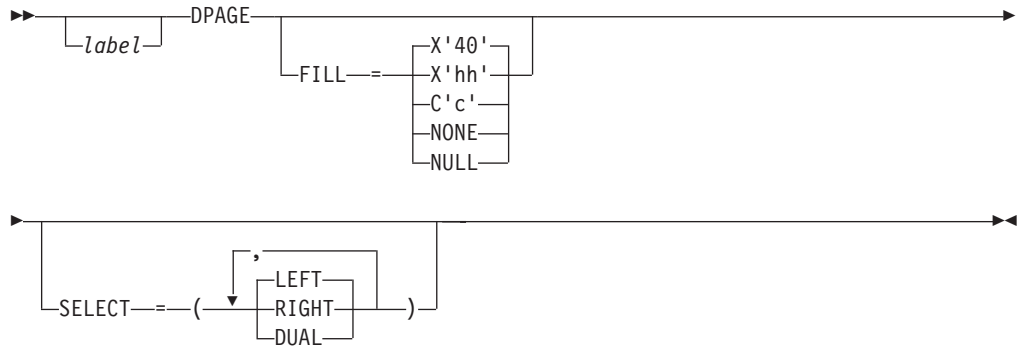 DPAGE
label
X'40'
FILL = X'hh'
C'c'
NONE
NULL
,
LEFT
SELECT = ( RIGHT )
DUAL